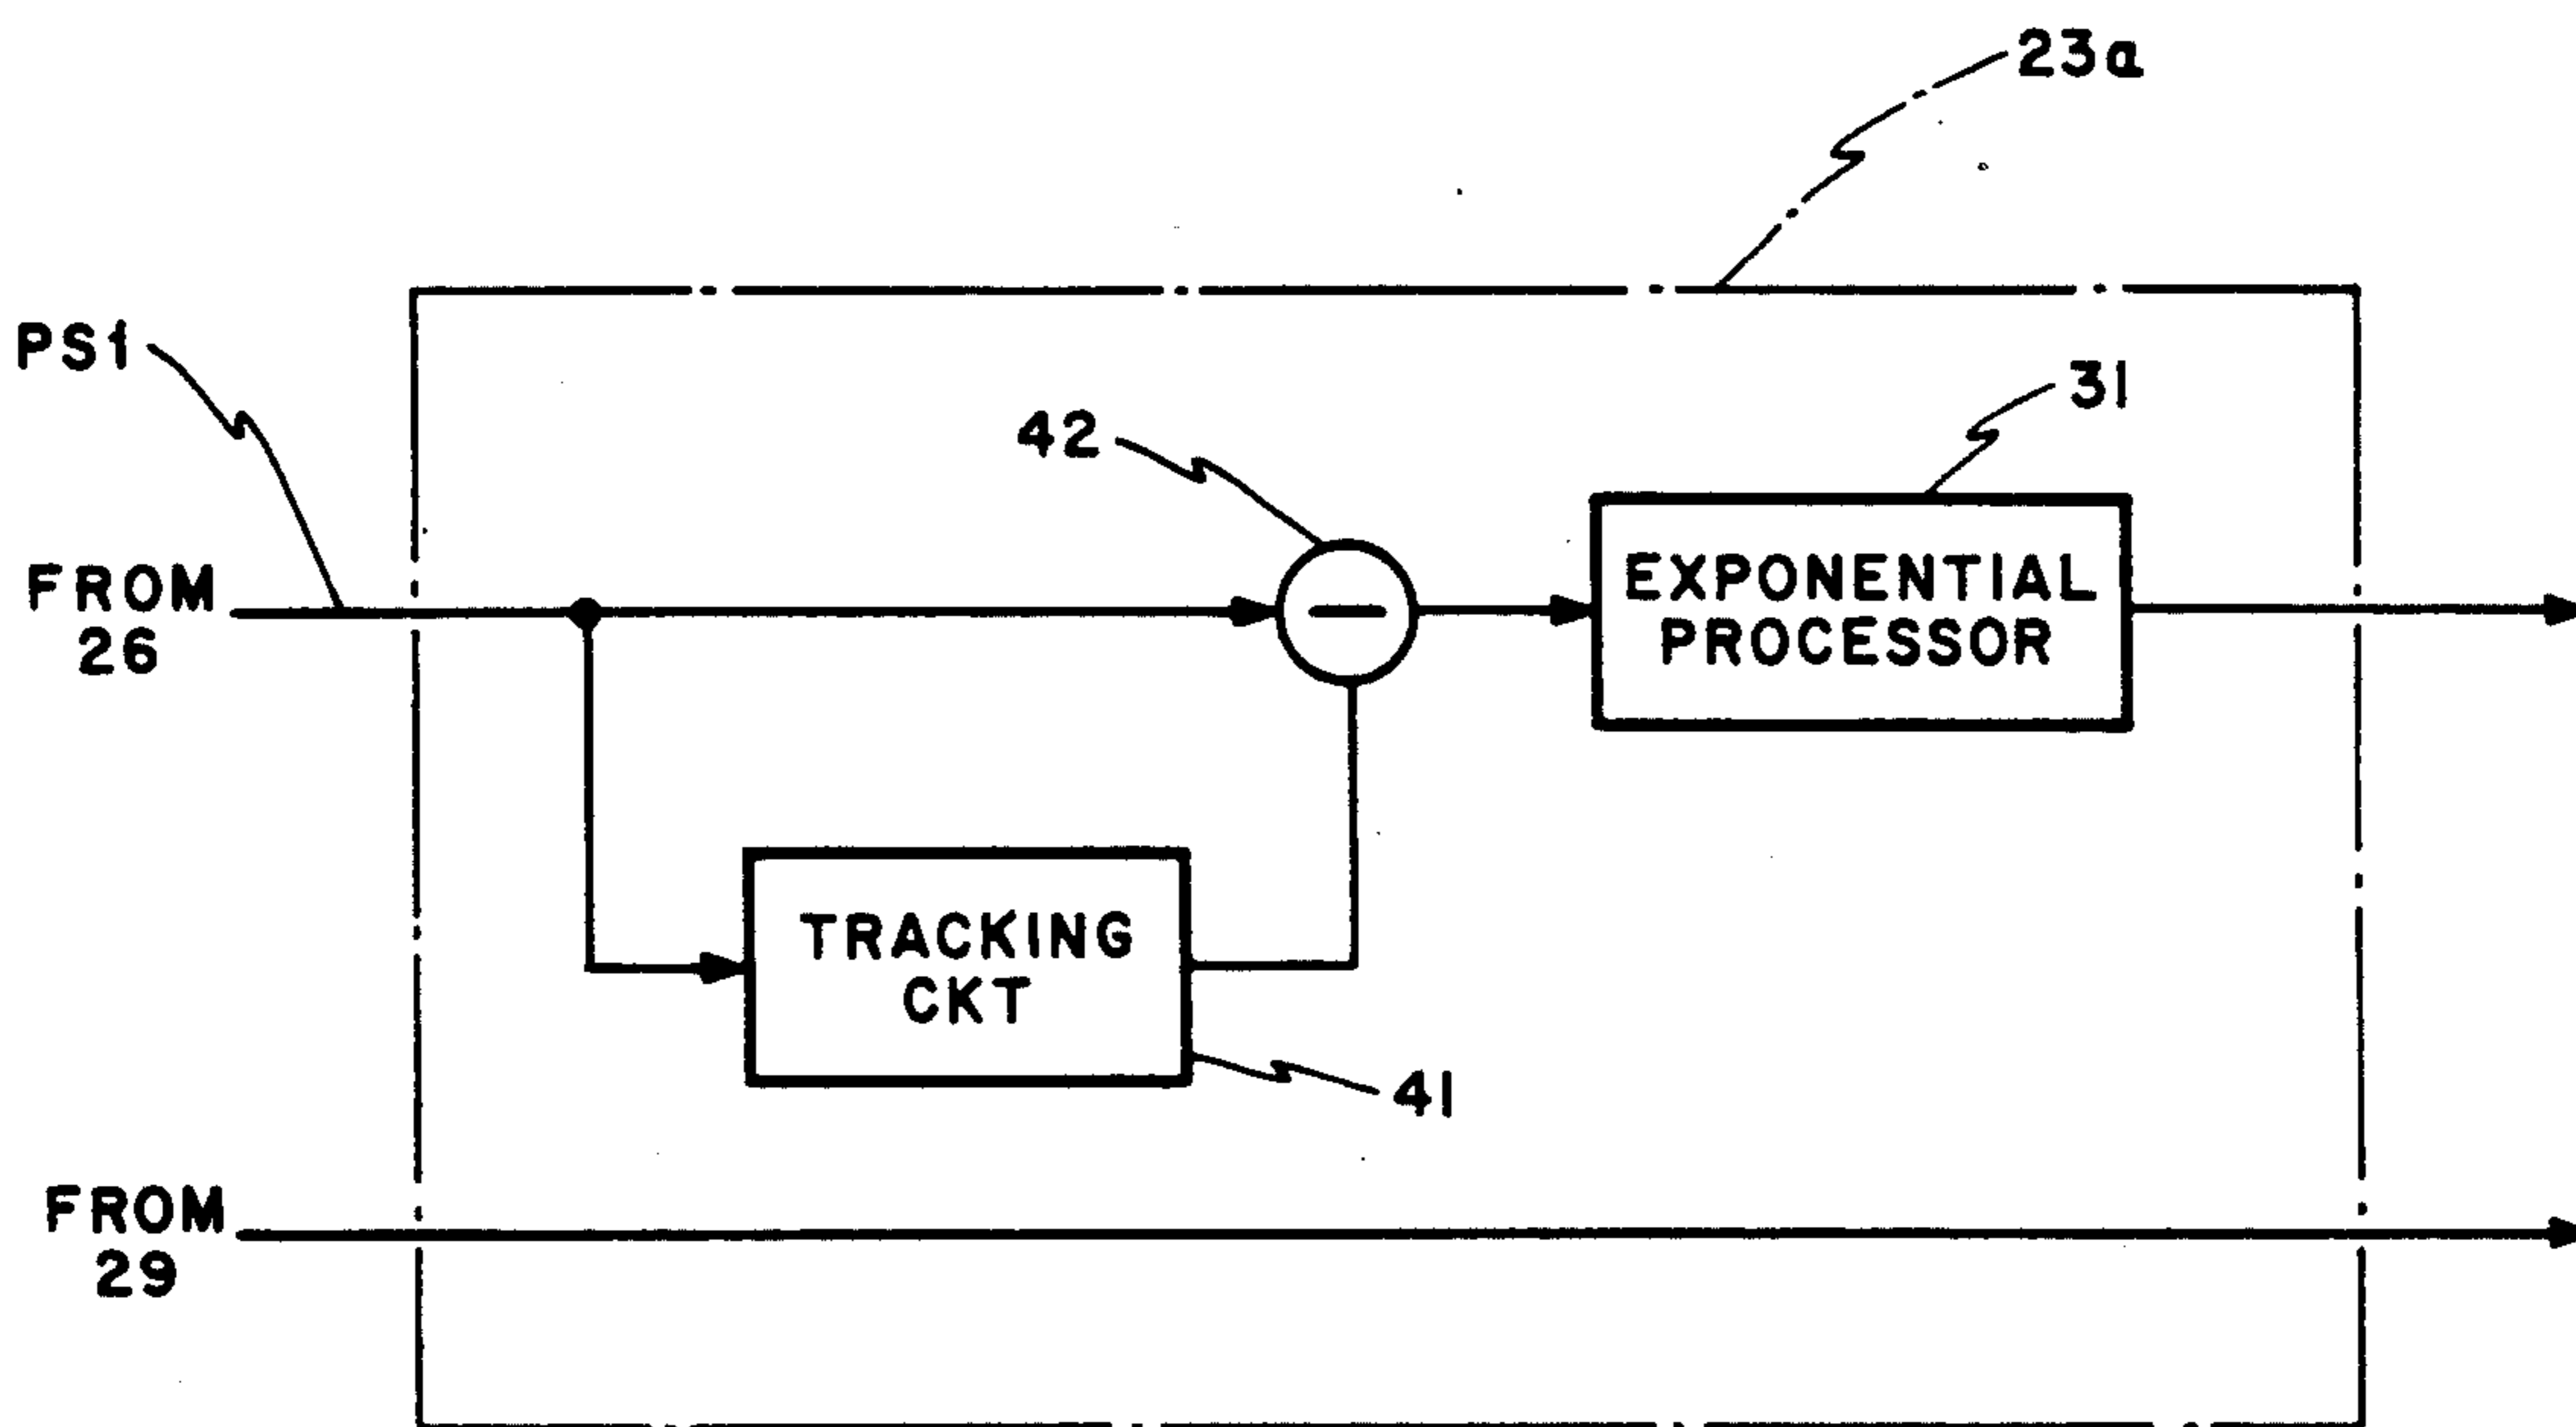 23a
PS1
31
42
FROM
26
EXPONENTIAL
PROCESSOR
TRACKING
CKT
41
FROM
29